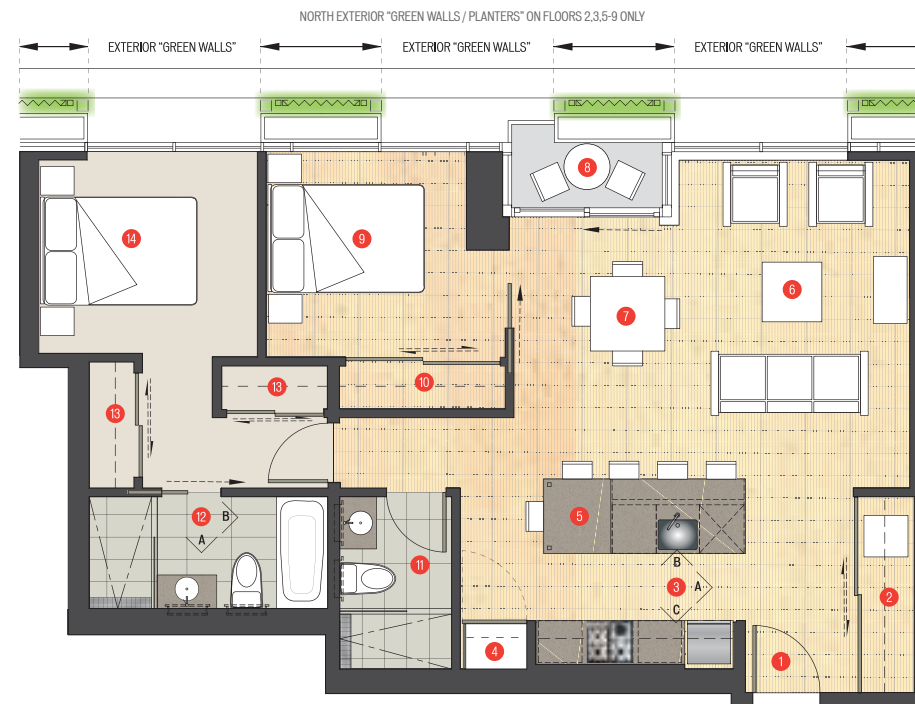 NORTH EXTERIOR “GREEN WALLS / PLANTERS” ON FLOORS 2,3,5-9 ONLY
EXTERIOR “GREEN WALLS” EXTERIOR “GREEN WALLS” EXTERIOR “GREEN WALLS”
8
14
9
7
6
13
13
10
5
12 B
A
11
B
3 A
C
2
4
1